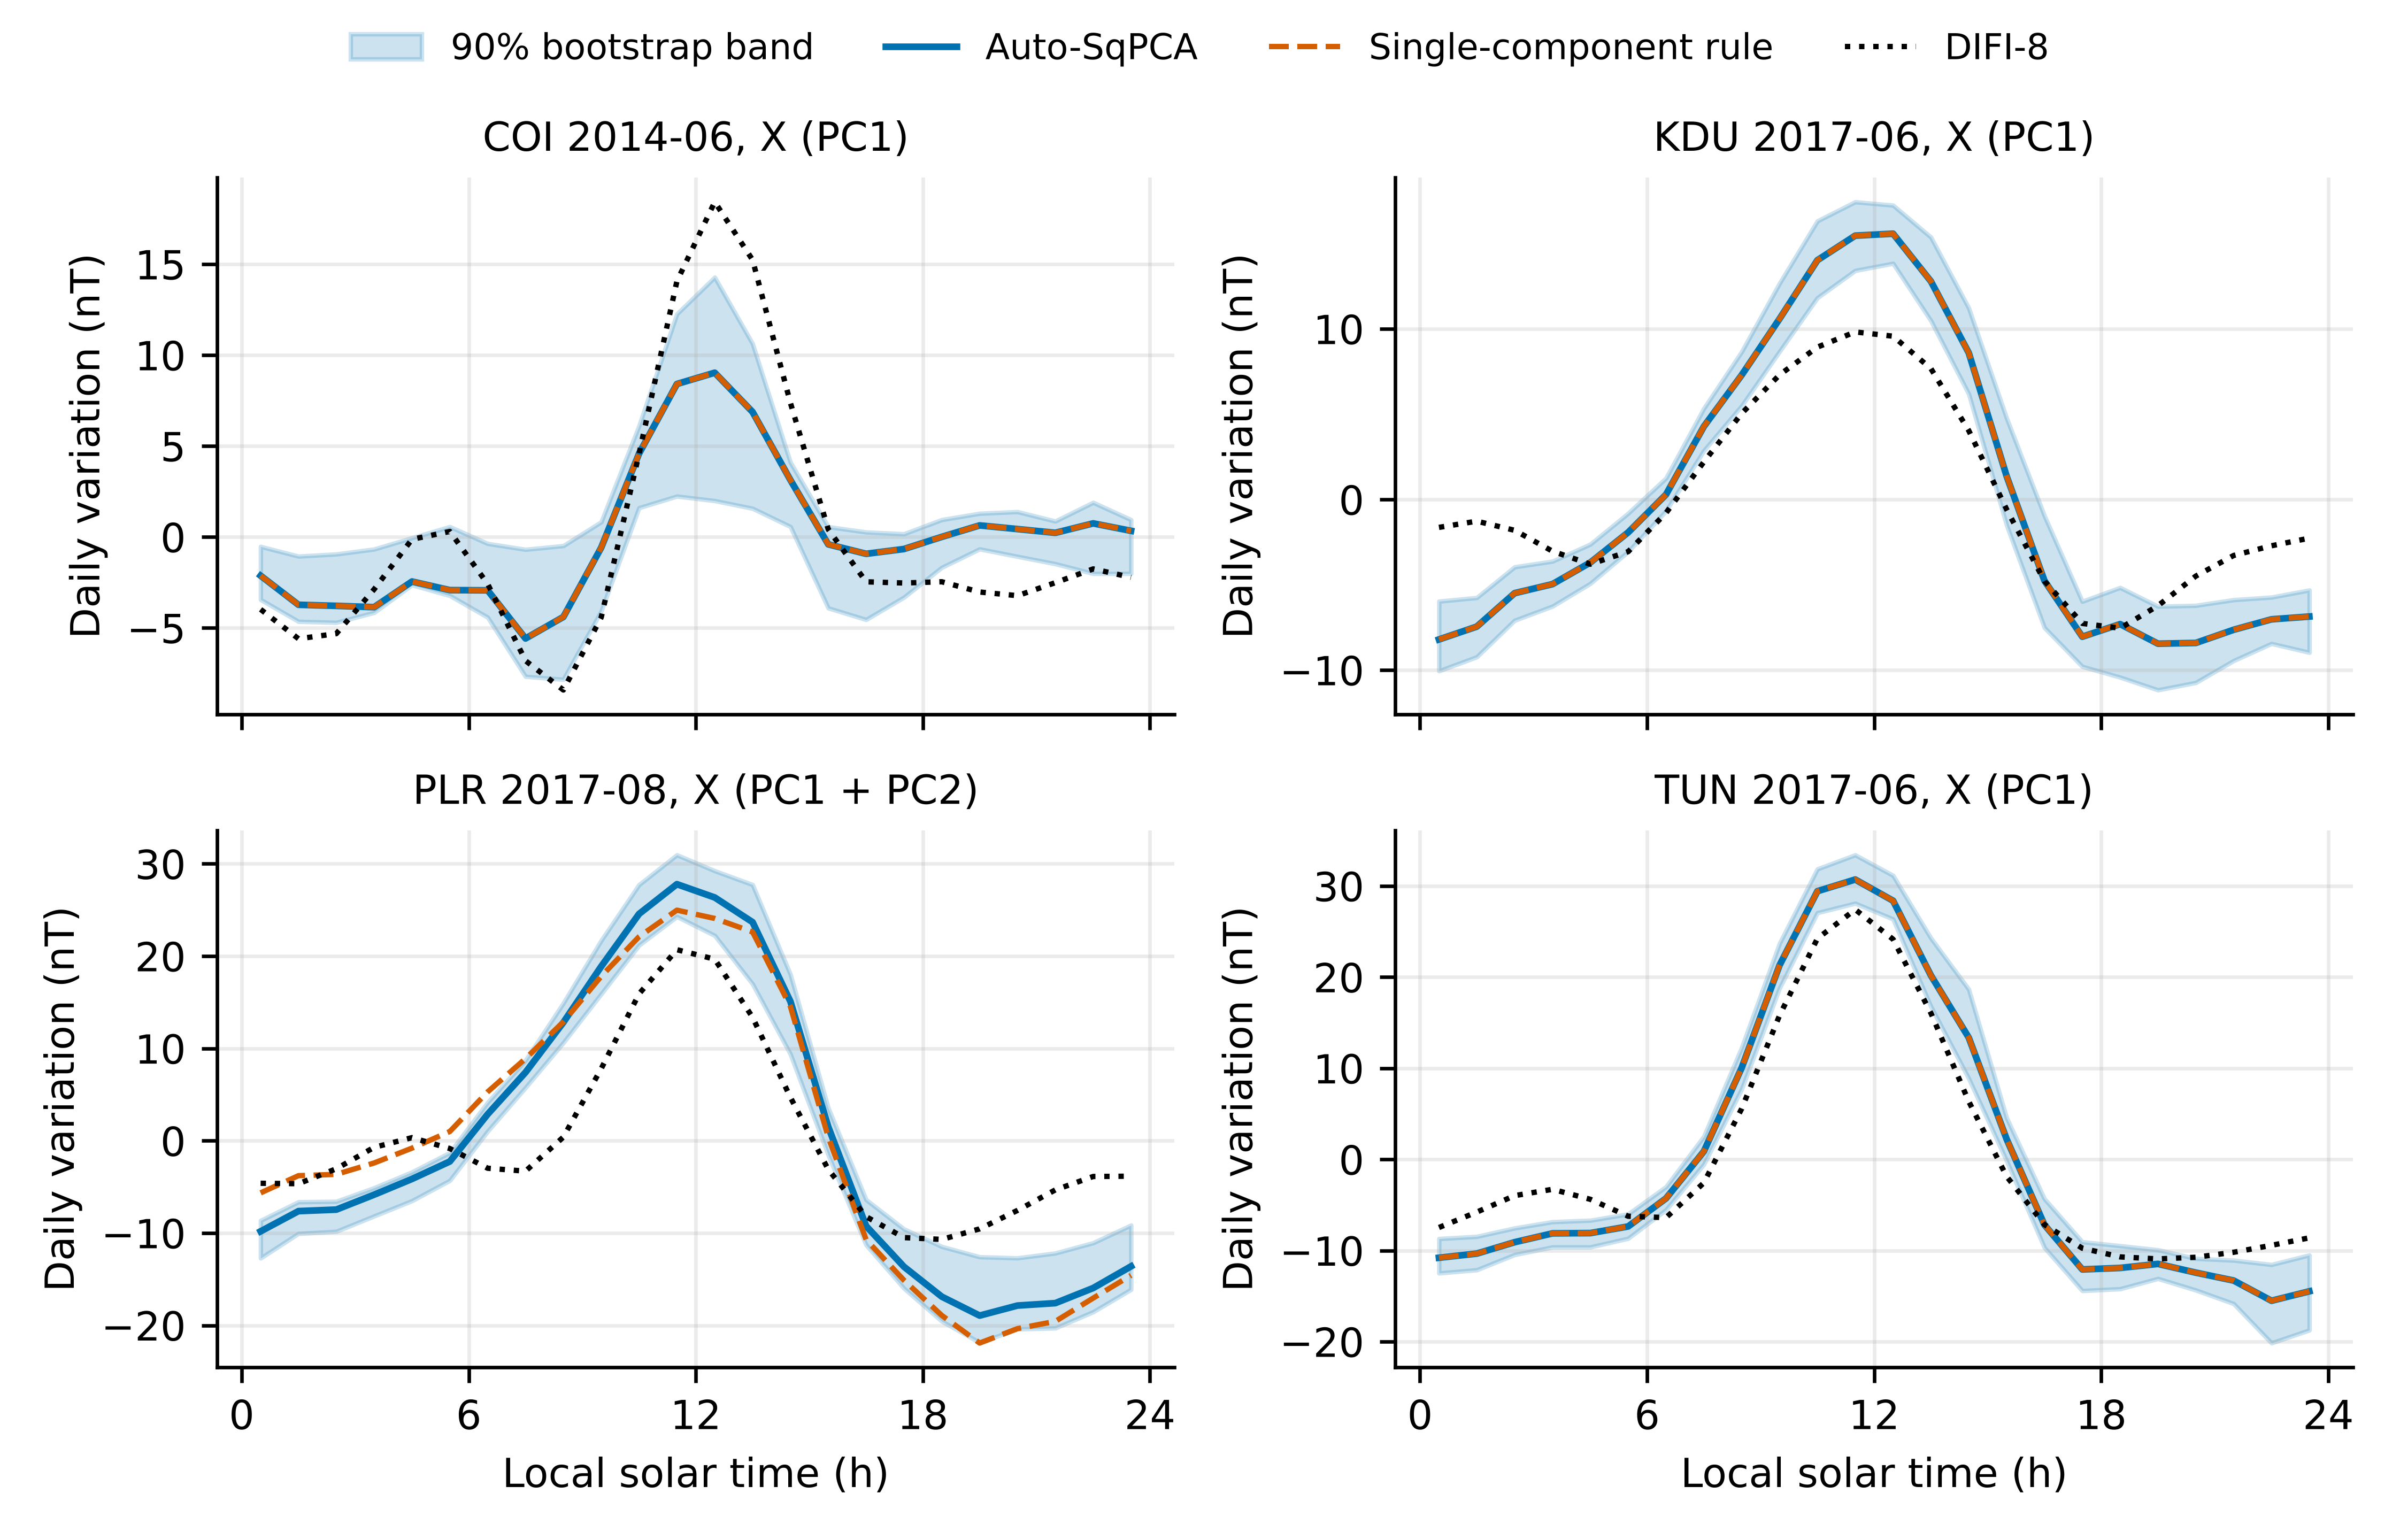 90% bootstrap band Auto-SqPCA Single-component rule DIFI-8
COI 2014-06, X (PC1)
Daily variation (nT)
15
10
5
0
−5
KDU 2017-06, X (PC1)
Daily variation (nT)
10
0
−10
PLR 2017-08, X (PC1 + PC2)
Daily variation (nT)
30
20
10
0
−10
−20
0 6 12 18 24
Local solar time (h)
TUN 2017-06, X (PC1)
Daily variation (nT)
30
20
10
0
−10
−20
0 6 12 18 24
Local solar time (h)